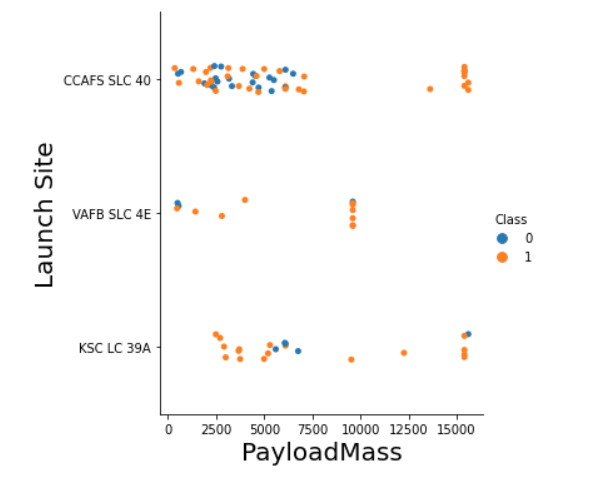 CCAFS SLC 40
VAFB SLC 4E
KSC LC 39A
Launch Site
0 2500 5000 7500 10000 12500 15000
PayloadMass
Class
0
1